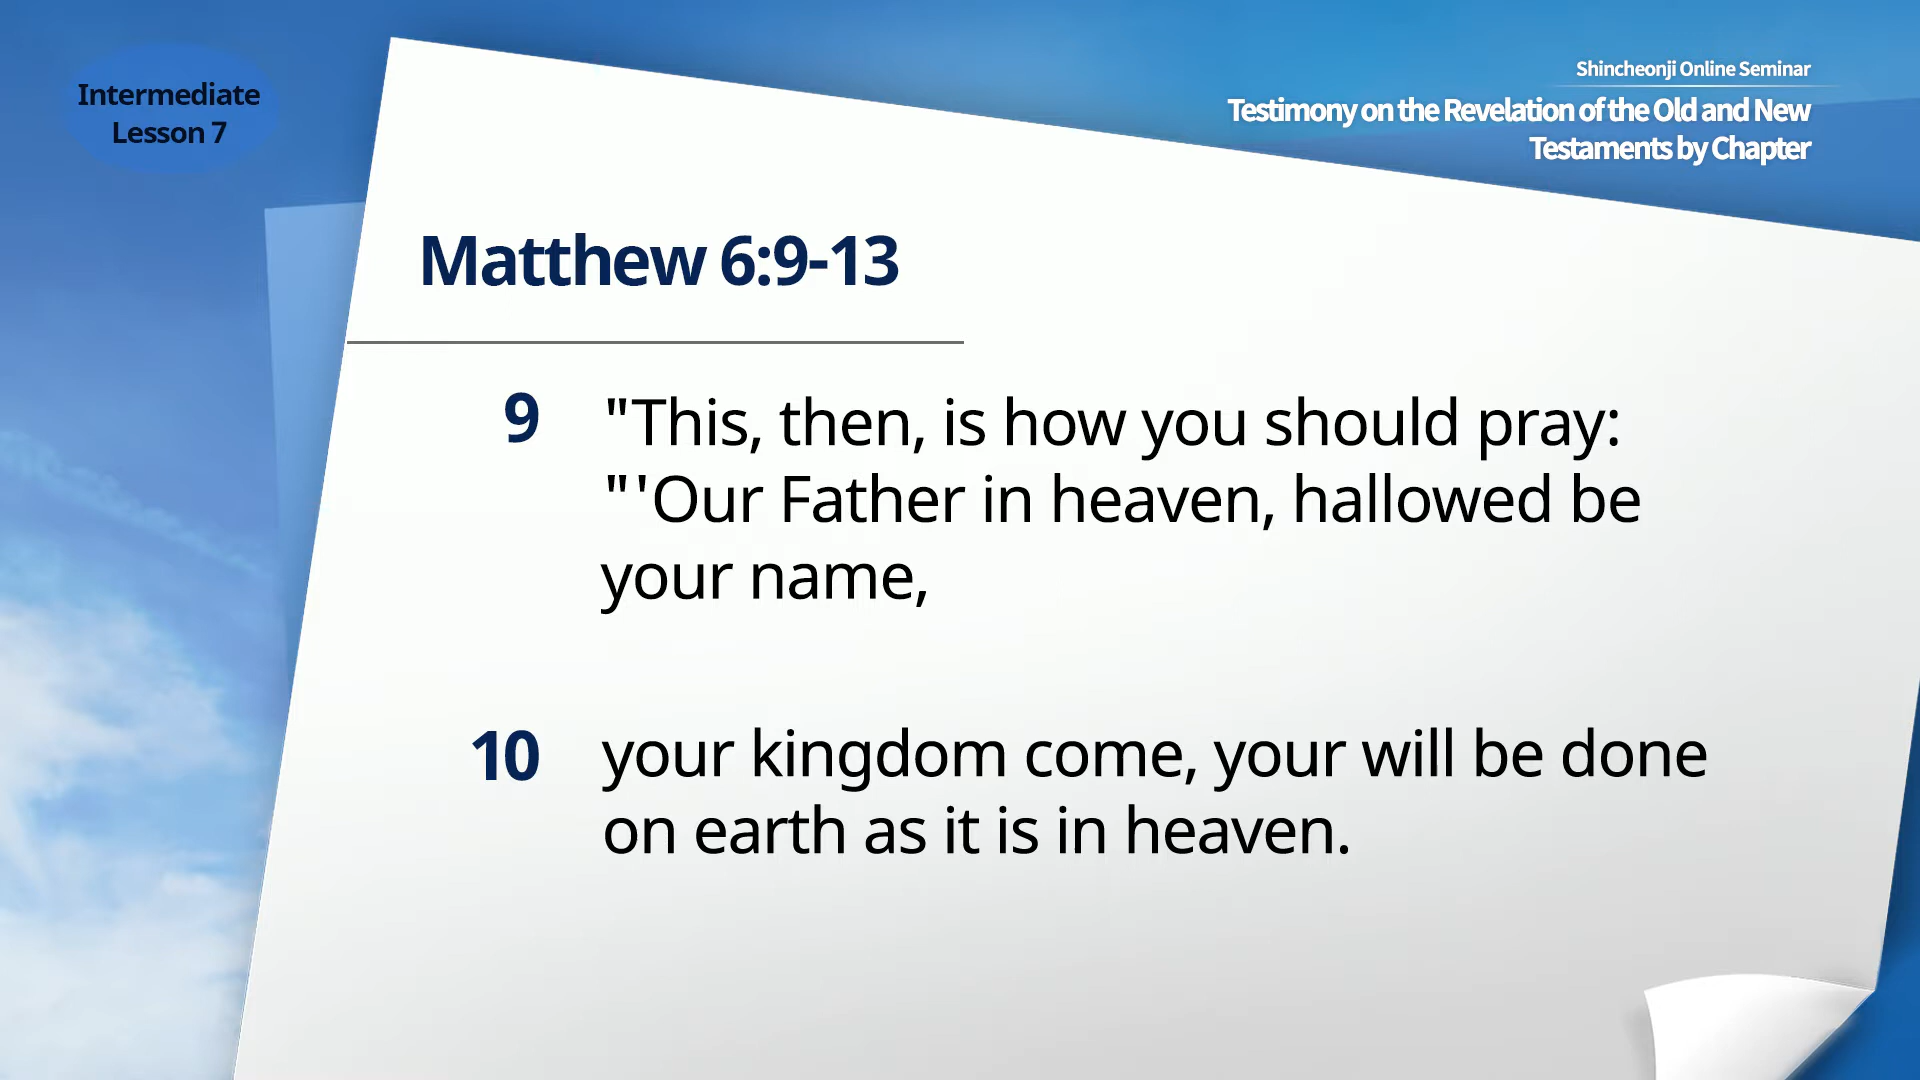 Intermediate
Lesson 7
Shincheonji Online Seminar
Testimony on the Revelation of the Old and New
Testaments by Chapter
Matthew 6:9-13
9 "This, then, is how you should pray:
"'Our Father in heaven, hallowed be
your name,
10 your kingdom come, your will be done
on earth as it is in heaven.